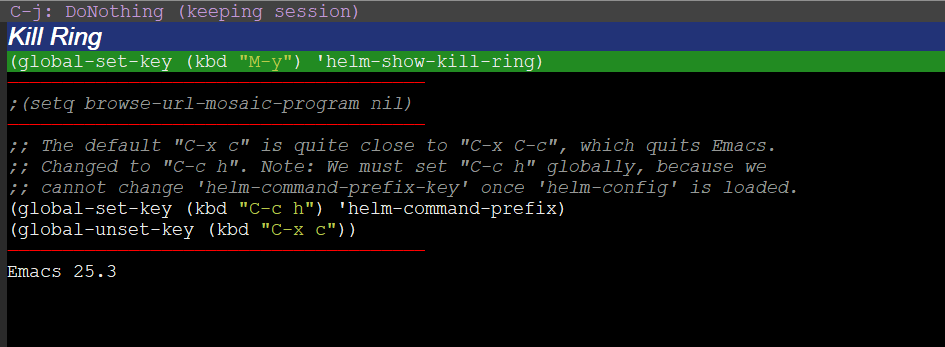 C-j: DoNothing (keeping session)
Kill Ring
(global-set-key (kbd "M-y") 'helm-show-kill-ring)
;(setq browse-url-mosaic-program nil)
;; The default "C-x c" is quite close to "C-x C-c", which quits Emacs.
;; Changed to "C-c h". Note: We must set "C-c h" globally, because we
;; cannot change 'helm-command-prefix-key' once 'helm-config' is loaded.
(global-set-key (kbd "C-c h") 'helm-command-prefix)
(global-unset-key (kbd "C-x c"))
Emacs 25.3